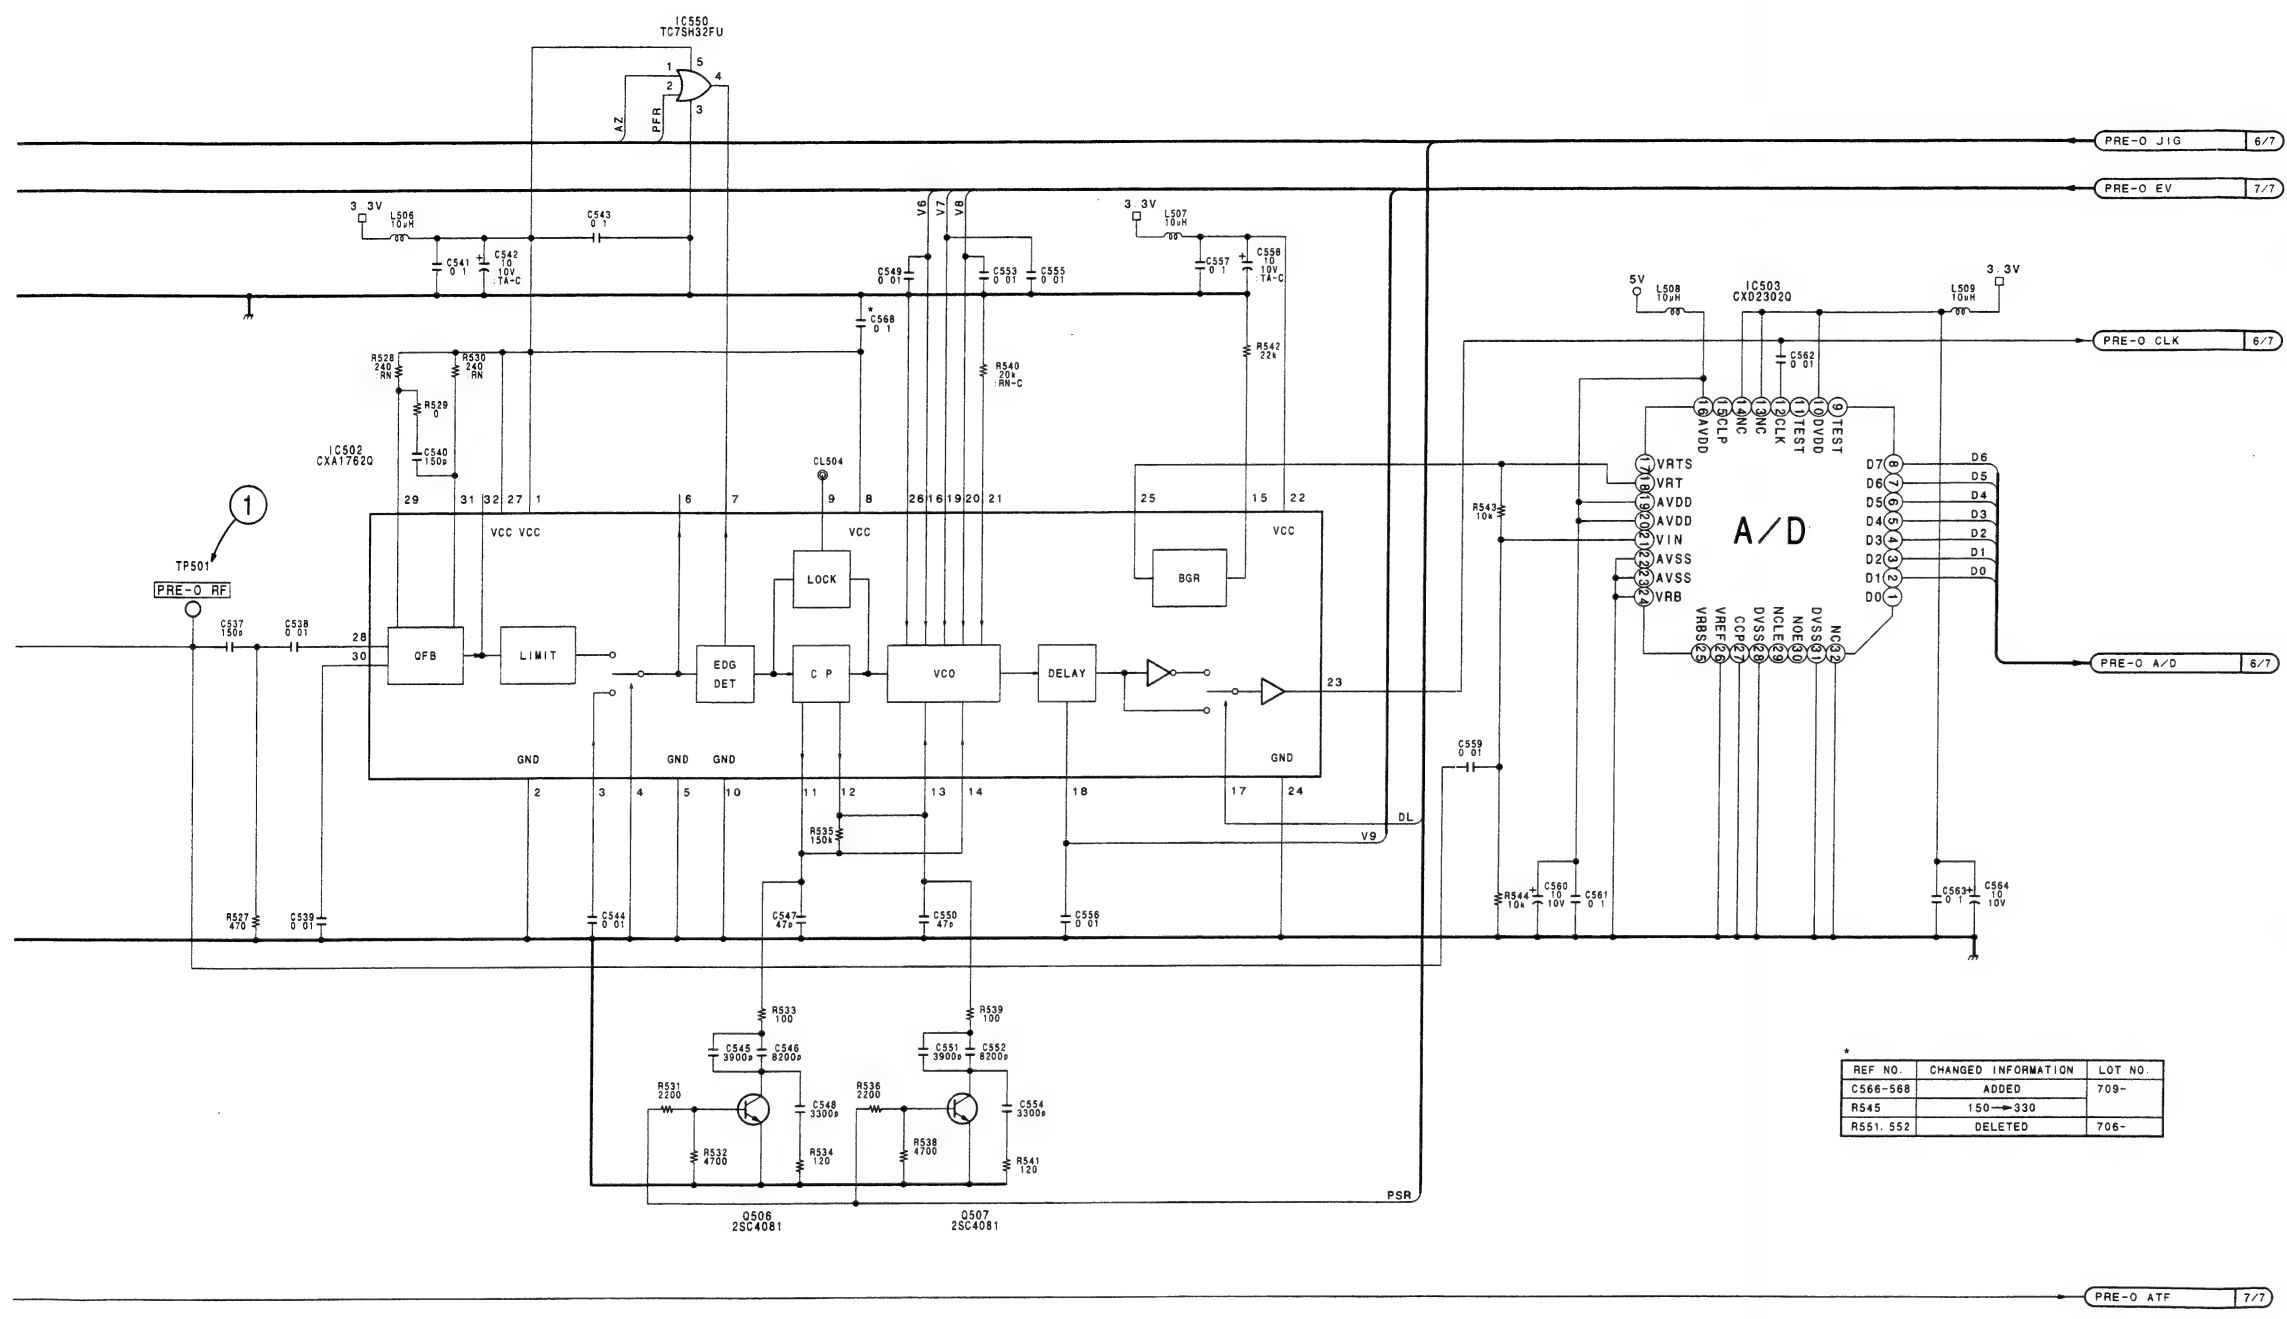 IC550
TC7SH32FU
1
5
2
4
3
AZ
PFR
PRE-O JIG 6/7
PRE-O EV 7/7
3.3V
L506
10μH
C543
0.1
C541
0.1
+
C542
10
10V
:TA-C
V6
V7
V8
C549
0.01
C553
0.01
C555
0.01
3.3V
L507
10μH
C557
0.1
+
C558
10
10V
:TA-C
*
C568
0.1
R528
240
:RN
R530
240
:RN
R529
0
C540
150p
R540
20k
:RN-C
R542
22k
5V
L508
10μH
IC503
CXD2302Q
L509
10μH
3.3V
PRE-O CLK 6/7
C562
0.01
IC502
CXA1762Q
CL504
29 31 32 27 1 6 7 9 8 26 16 19 20 21 25 15 22
VCC VCC
VCC
VCC
1
TP501
PRE-O RF
C537
150p
C538
0.01
28
30
QFB
LIMIT
EDG
DET
LOCK
C P
VCO
DELAY
BGR
23
GND
GND
GND
GND
2 3 4 5 10 11 12 13 14 18 17 24
R535
150k
DL
V9
R527
470
C539
0.01
C544
0.01
C547
47p
C550
47p
C556
0.01
C559
0.01
R543
10k
R544
10k
+
C560
10
10V
C561
0.1
C563
0.1
+
C564
10
10V
16 AVDD
15 CLP
14 NC
13 NC
12 CLK
11 TEST
10 DVDD
9 TEST
17 VRTS
18 VRT
19 AVDD
20 AVDD
21 VIN
22 AVSS
23 AVSS
24 VRB
A/D
D7 8 D6
D6 7 D5
D5 6 D4
D4 5 D3
D3 4 D2
D2 3 D1
D1 2 D0
D0 1
VRBS 25
VREF 26
CCP 27
DVSS 28
NCLE 29
NOE 30
DVSS 31
NC 32
PRE-O A/D 6/7
R533
100
C545
3900p
C546
8200p
R531
2200
R532
4700
C548
3300p
R534
120
Q506
2SC4081
R539
100
C551
3900p
C552
8200p
R536
2200
R538
4700
C554
3300p
R541
120
Q507
2SC4081
PSR
*
REF NO. CHANGED INFORMATION LOT NO.
C566-568 ADDED 709-
R545 150→330
R551.552 DELETED 706-
PRE-O ATF 7/7